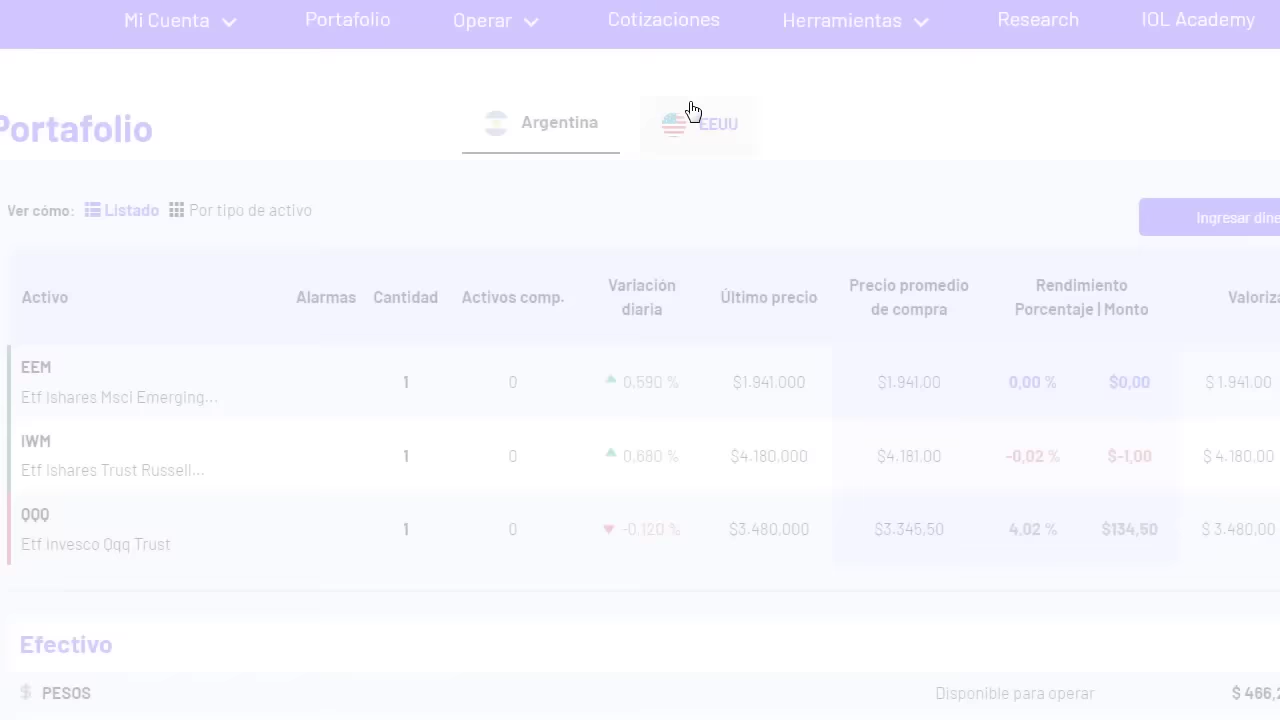 Mi Cuenta Portafolio Operar Cotizaciones Herramientas Research IOL Academy
Portafolio Argentina EEUU
Ver cómo: Listado Por tipo de activo Ingresar
Activo Alarmas Cantidad Activos comp. Variación diaria Último precio Precio promedio de compra Rendimiento Porcentaje | Monto
EEM
Etf Ishares Msci Emerging... 1 0 0,590 % $1.941,000 $1.941,00 0,00 % $0,00 $ 1.941,00
IWM
Etf Ishares Trust Russell... 1 0 0,680 % $4.180,000 $4.181,00 -0,02 % $-1,00 $ 4.180,00
QQQ
Etf Invesco Qqq Trust 1 0 -0,120 % $3.480,000 $3.345,50 4,02 % $134,50 $ 3.480,00
Efectivo
$ PESOS Disponible para operar $ 466,2